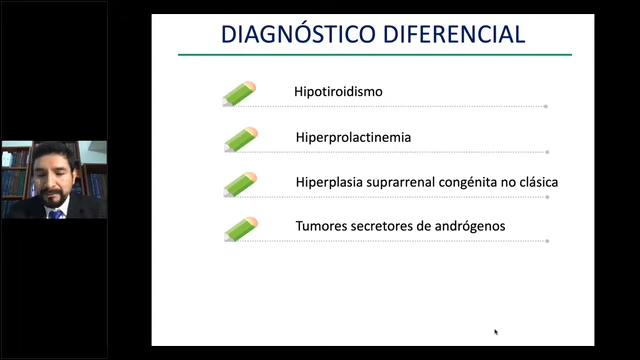 DIAGNÓSTICO DIFERENCIAL
Hipotiroidismo
Hiperprolactinemia
Hiperplasia suprarrenal congénita no clásica
Tumores secretores de andrógenos